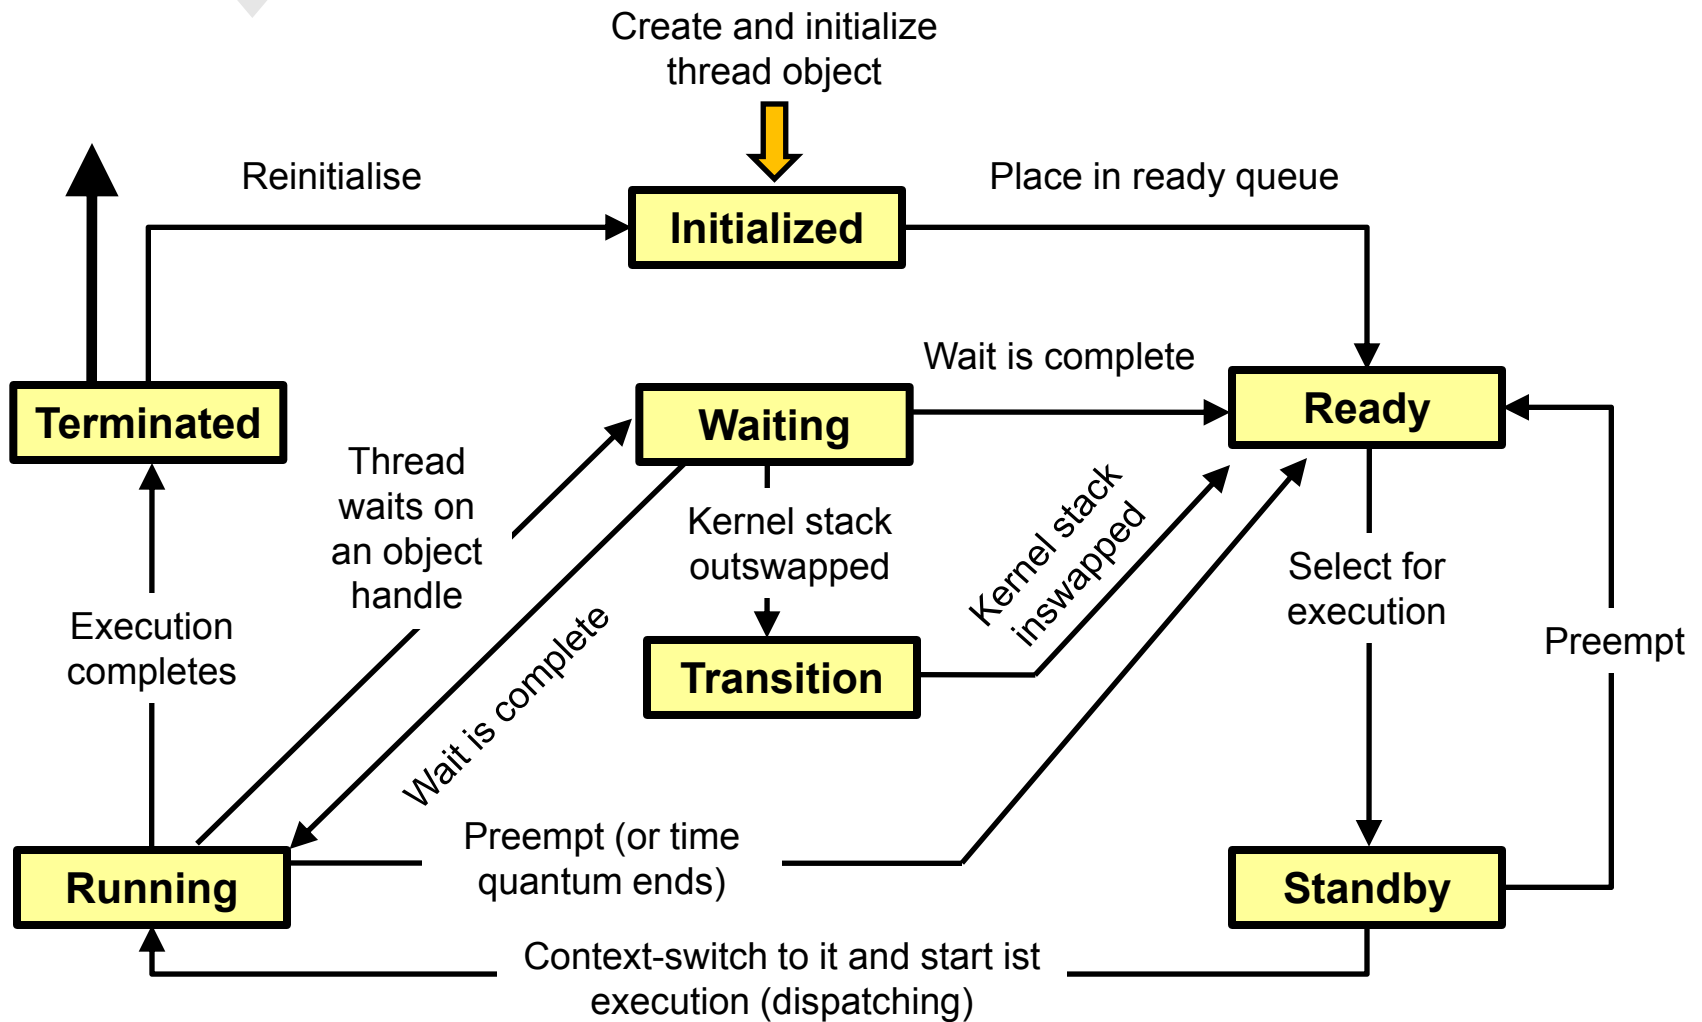 Create and initialize
thread object
Reinitialise
Place in ready queue
Initialized
Wait is complete
Terminated
Waiting
Ready
Thread
waits on
an object
handle
Kernel stack
outswapped
Kernel stack
inswapped
Select for
execution
Preempt
Execution
completes
Wait is complete
Transition
Preempt (or time
quantum ends)
Running
Standby
Context-switch to it and start ist
execution (dispatching)